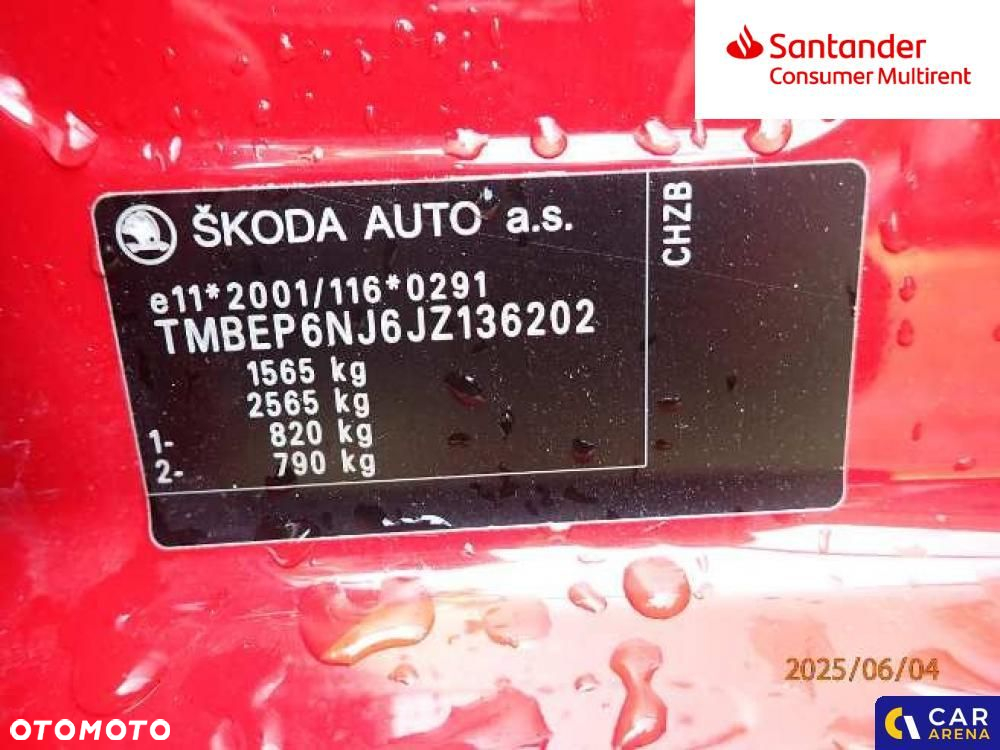 Santander
Consumer Multirent
ŠKODA AUTO a.s.
CHZB
e11*2001/116*0291
TMBEP6NJ6JZ136202
1565 kg
2565 kg
1- 820 kg
2- 790 kg
2025/06/04
OTOMOTO
CAR
ARENA